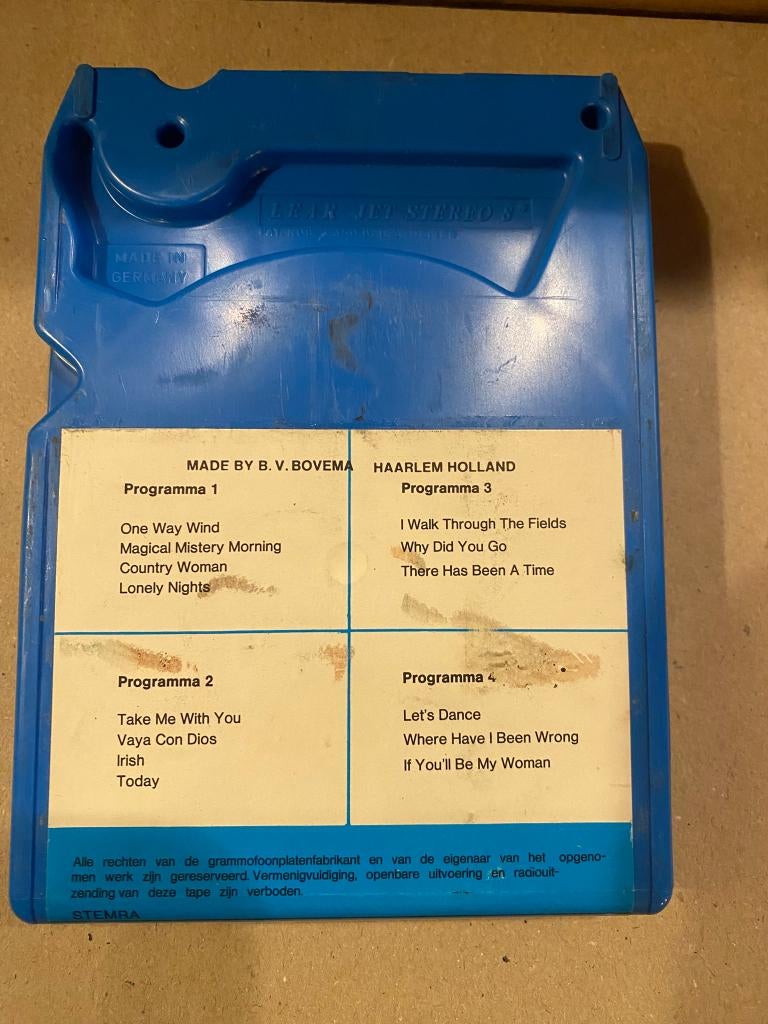 LEAR JET STEREO 8
MADE IN
GERMANY
MADE BY B.V. BOVEMA HAARLEM HOLLAND
Programma 1
One Way Wind
Magical Mistery Morning
Country Woman
Lonely Nights
Programma 3
I Walk Through The Fields
Why Did You Go
There Has Been A Time
Programma 2
Take Me With You
Vaya Con Dios
Irish
Today
Programma 4
Let's Dance
Where Have I Been Wrong
If You'll Be My Woman
Alle rechten van de grammofoonplatenfabrikant en van de eigenaar van het opgeno-
men werk zijn gereserveerd. Vermenigvuldiging, openbare uitvoering en radiouit-
zending van deze tape zijn verboden.
STEMRA